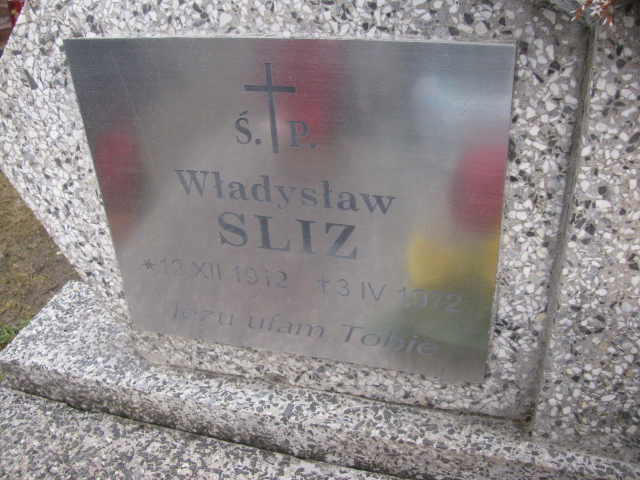 Ś. P.
Władysław
SLIZ
*12 XII 1912 +3 IV 1972
Jezu ufam Tobie